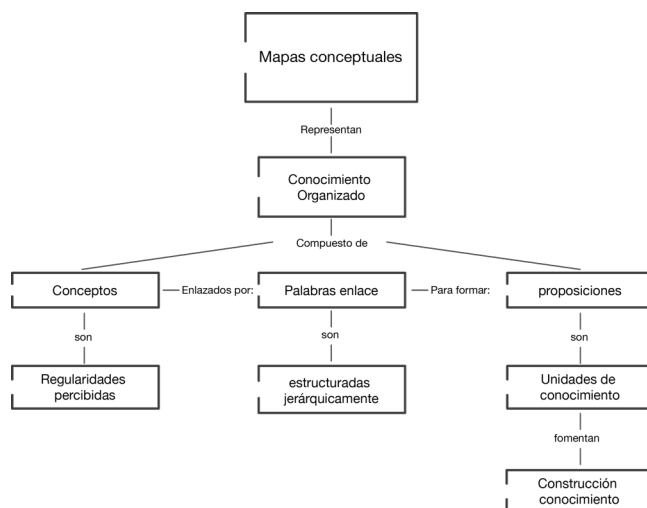 Mapas conceptuales
Representan
Conocimiento
Organizado
Compuesto de
Conceptos
Enlazados por:
Palabras enlace
Para formar:
proposiciones
son
son
son
Regularidades
percibidas
estructuradas
jerárquicamente
Unidades de
conocimiento
fomentan
Construcción
conocimiento